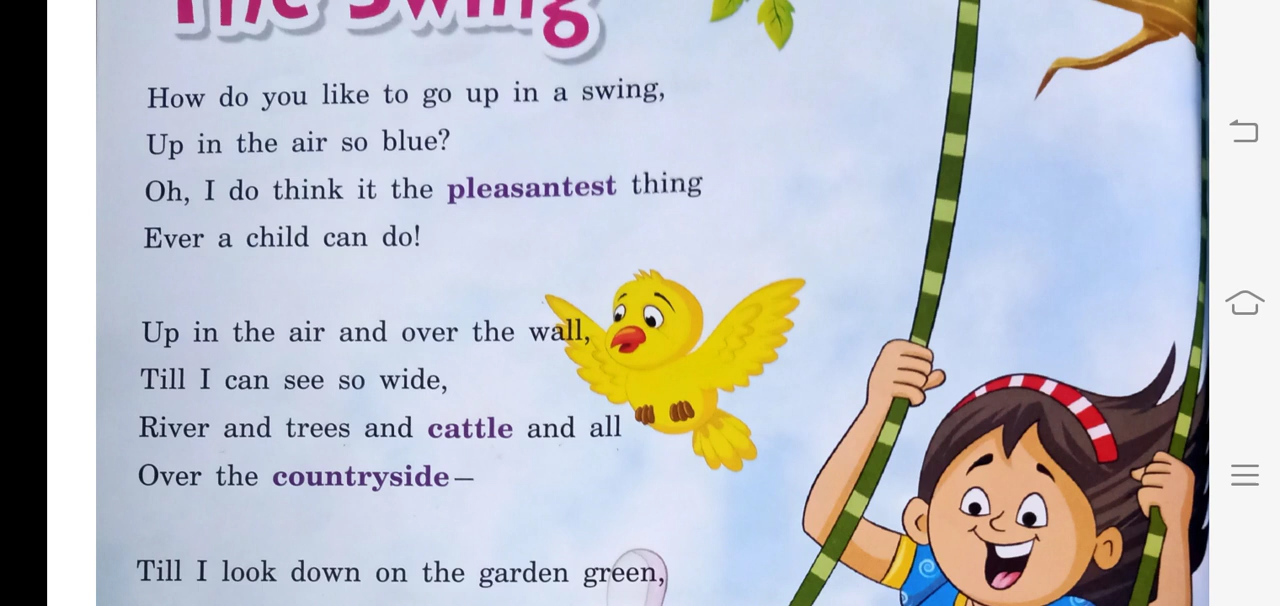 The Swing
How do you like to go up in a swing,
Up in the air so blue?
Oh, I do think it the pleasantest thing
Ever a child can do!
Up in the air and over the wall,
Till I can see so wide,
River and trees and cattle and all
Over the countryside—
Till I look down on the garden green,